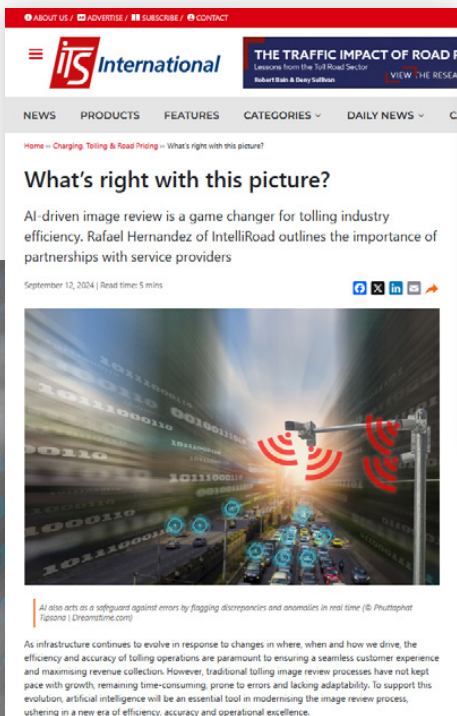 ABOUT US / ADVERTISE / SUBSCRIBE / CONTACT
iTS International
THE TRAFFIC IMPACT OF ROAD
Lessons from the Toll Road Sector
Robert Bain & Deny Sullivan
VIEW THE RESEA
NEWS PRODUCTS FEATURES CATEGORIES DAILY NEWS C
Home » Charging, Tolling & Road Pricing » What's right with this picture?
What's right with this picture?
AI-driven image review is a game changer for tolling industry
efficiency. Rafael Hernandez of IntelliRoad outlines the importance of
partnerships with service providers
September 12, 2024 | Read time: 5 mins
AI also acts as a safeguard against errors by flagging discrepancies and anomalies in real time (© Phuttaphat
Tipsana | Dreamstime.com)
As infrastructure continues to evolve in response to changes in where, when and how we drive, the
efficiency and accuracy of tolling operations are paramount to ensuring a seamless customer experience
and maximising revenue collection. However, traditional tolling image review processes have not kept
pace with growth, remaining time-consuming, prone to errors and lacking adaptability. To support this
evolution, artificial intelligence will be an essential tool in modernising the image review process,
ushering in a new era of efficiency, accuracy and operational excellence.